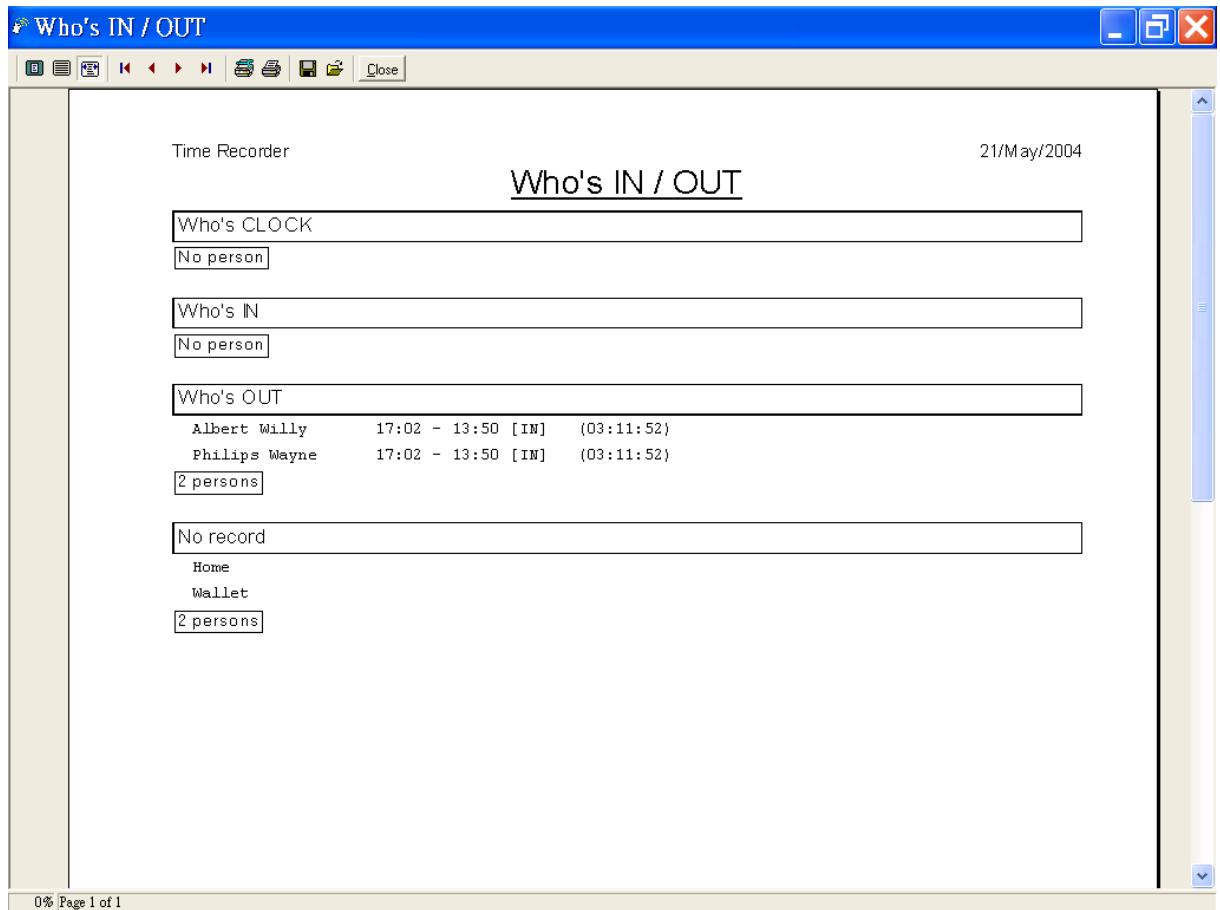 Who's IN / OUT
Close
Time Recorder 21/May/2004
Who's IN / OUT
Who's CLOCK
No person
Who's IN
No person
Who's OUT
Albert Willy 17:02 - 13:50 [IN] (03:11:52)
Philips Wayne 17:02 - 13:50 [IN] (03:11:52)
2 persons
No record
Home
Wallet
2 persons
0% Page 1 of 1